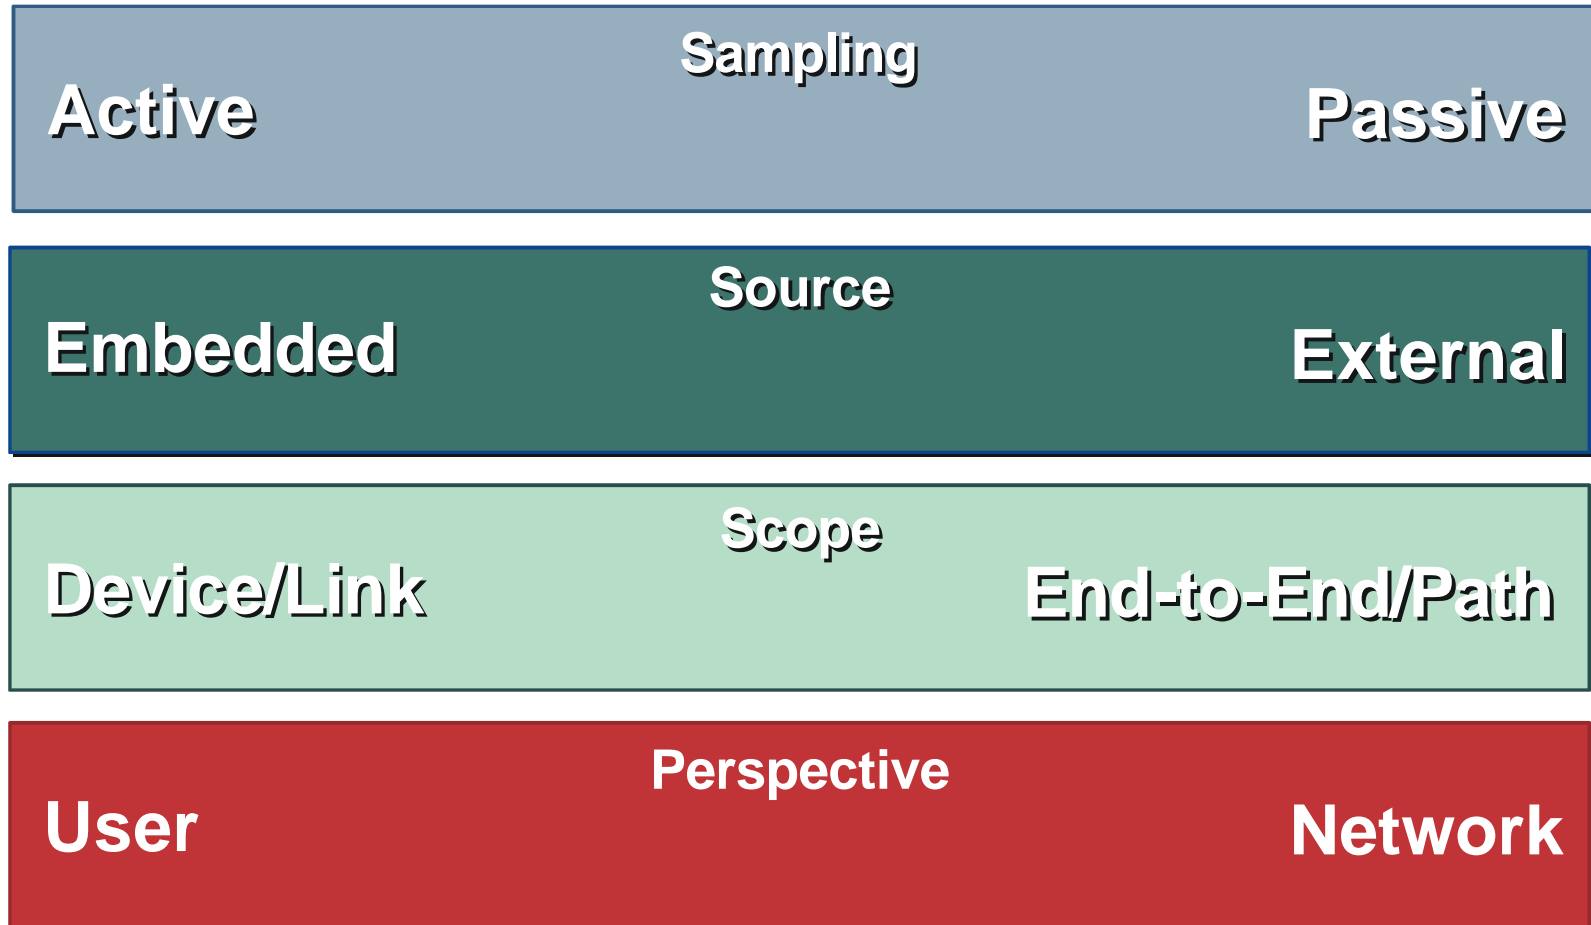 Sampling
Active Passive
Source
Embedded External
Scope
Device/Link End-to-End/Path
Perspective
User Network